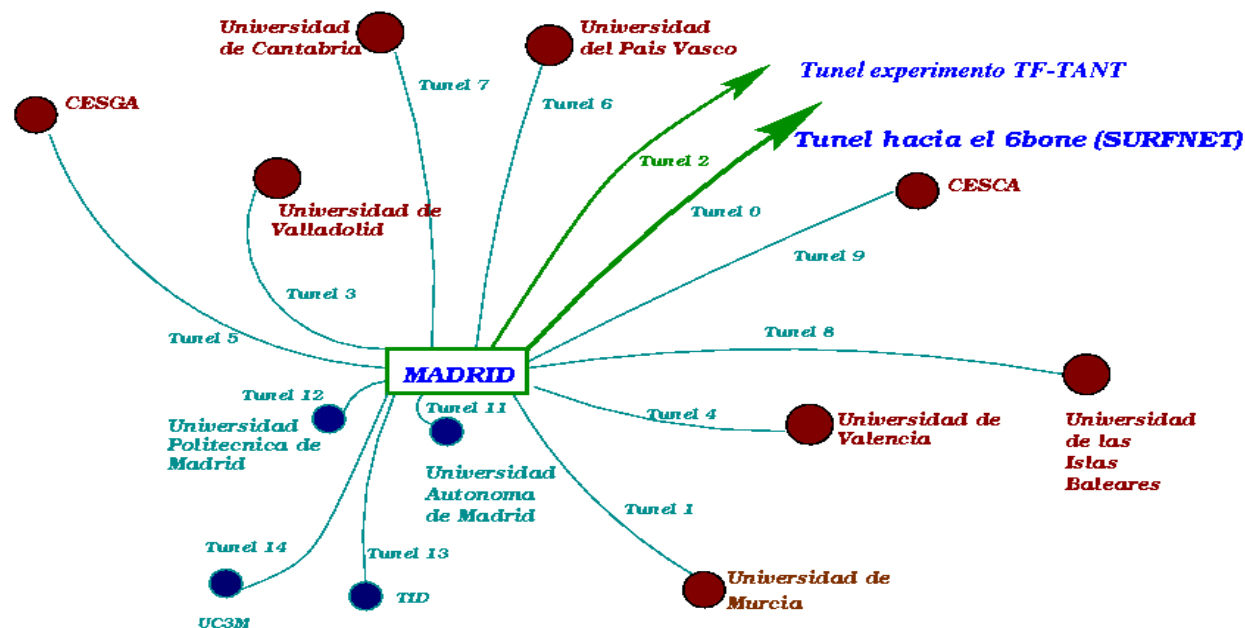 Universidad
de Cantabria
Universidad
del Pais Vasco
Tunel experimento TF-TANT
Tunel 7
Tunel 6
CESGA
Tunel hacia el 6bone (SURFNET)
Tunel 2
CESCA
Universidad de
Valladolid
Tunel 0
Tunel 9
Tunel 3
Tunel 5
Tunel 8
MADRID
Tunel 12
Tunel 11
Tunel 4
Universidad
Politecnica de
Madrid
Universidad de
Valencia
Universidad
de las
Islas
Baleares
Universidad
Autonoma
de Madrid
Tunel 1
Tunel 14
Tunel 13
Universidad de
Murcia
TID
UC3M